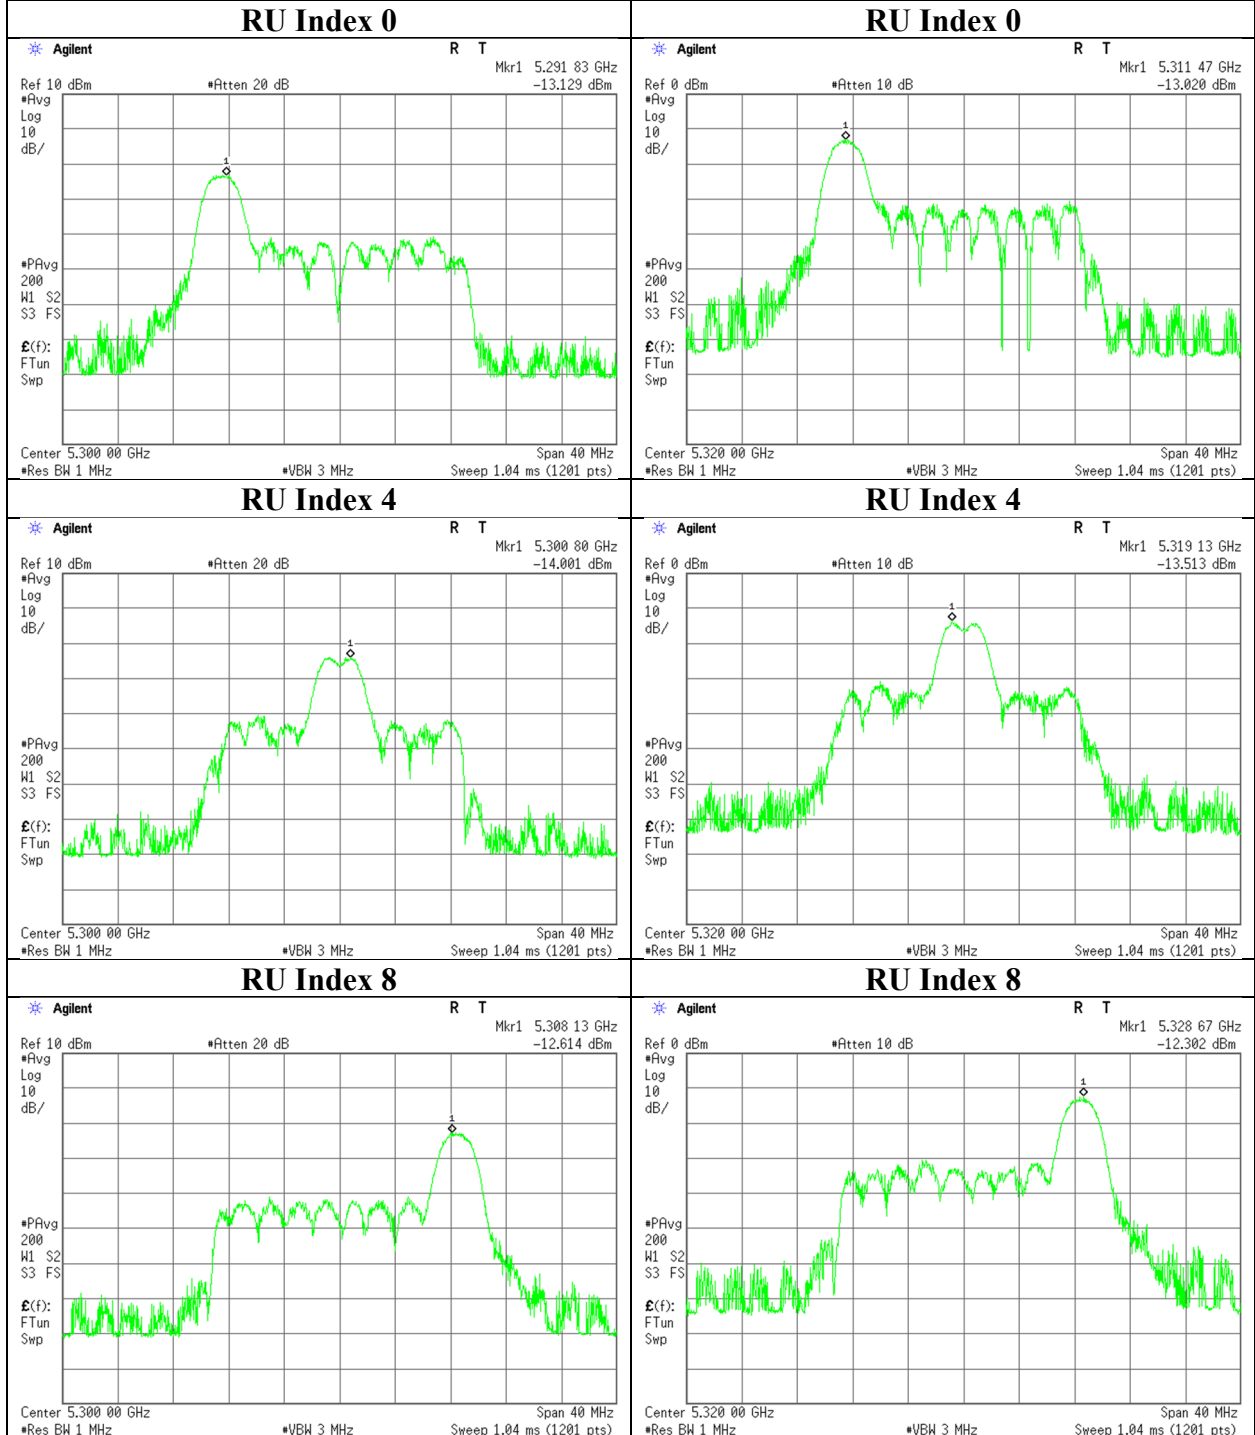 RU Index 0
Agilent R T
Mkr1 5.291 83 GHz
Ref 10 dBm #Atten 20 dB -13.129 dBm
#Avg
Log
10
dB/
1
#PAvg
200
W1 S2
S3 FS
£(f):
FTun
Swp
Center 5.300 00 GHz Span 40 MHz
#Res BW 1 MHz #VBW 3 MHz Sweep 1.04 ms (1201 pts)
RU Index 0
Agilent R T
Mkr1 5.311 47 GHz
Ref 0 dBm #Atten 10 dB -13.020 dBm
#Avg
Log
10
dB/
1
#PAvg
200
W1 S2
S3 FS
£(f):
FTun
Swp
Center 5.320 00 GHz Span 40 MHz
#Res BW 1 MHz #VBW 3 MHz Sweep 1.04 ms (1201 pts)
RU Index 4
Agilent R T
Mkr1 5.300 80 GHz
Ref 10 dBm #Atten 20 dB -14.001 dBm
#Avg
Log
10
dB/
1
#PAvg
200
W1 S2
S3 FS
£(f):
FTun
Swp
Center 5.300 00 GHz Span 40 MHz
#Res BW 1 MHz #VBW 3 MHz Sweep 1.04 ms (1201 pts)
RU Index 4
Agilent R T
Mkr1 5.319 13 GHz
Ref 0 dBm #Atten 10 dB -13.513 dBm
#Avg
Log
10
dB/
1
#PAvg
200
W1 S2
S3 FS
£(f):
FTun
Swp
Center 5.320 00 GHz Span 40 MHz
#Res BW 1 MHz #VBW 3 MHz Sweep 1.04 ms (1201 pts)
RU Index 8
Agilent R T
Mkr1 5.308 13 GHz
Ref 10 dBm #Atten 20 dB -12.614 dBm
#Avg
Log
10
dB/
1
#PAvg
200
W1 S2
S3 FS
£(f):
FTun
Swp
Center 5.300 00 GHz Span 40 MHz
#Res BW 1 MHz #VBW 3 MHz Sweep 1.04 ms (1201 pts)
RU Index 8
Agilent R T
Mkr1 5.328 67 GHz
Ref 0 dBm #Atten 10 dB -12.302 dBm
#Avg
Log
10
dB/
1
#PAvg
200
W1 S2
S3 FS
£(f):
FTun
Swp
Center 5.320 00 GHz Span 40 MHz
#Res BW 1 MHz #VBW 3 MHz Sweep 1.04 ms (1201 pts)